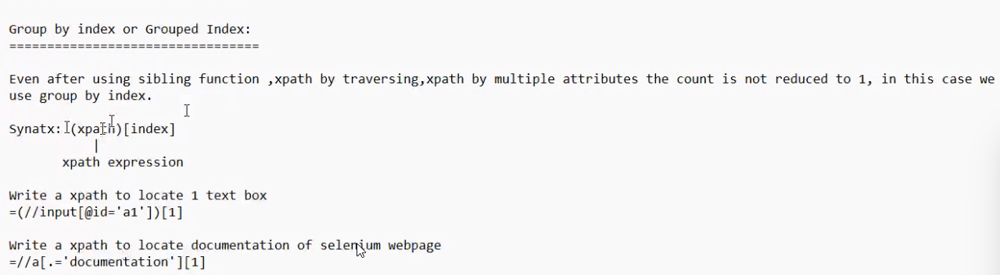 Group by index or Grouped Index:
=================================
Even after using sibling function ,xpath by traversing,xpath by multiple attributes the count is not reduced to 1, in this case we
use group by index.
Synatx: (xpath)[index]
|
xpath expression
Write a xpath to locate 1 text box
=(//input[@id='a1'])[1]
Write a xpath to locate documentation of selenium webpage
=//a[.='documentation'][1]